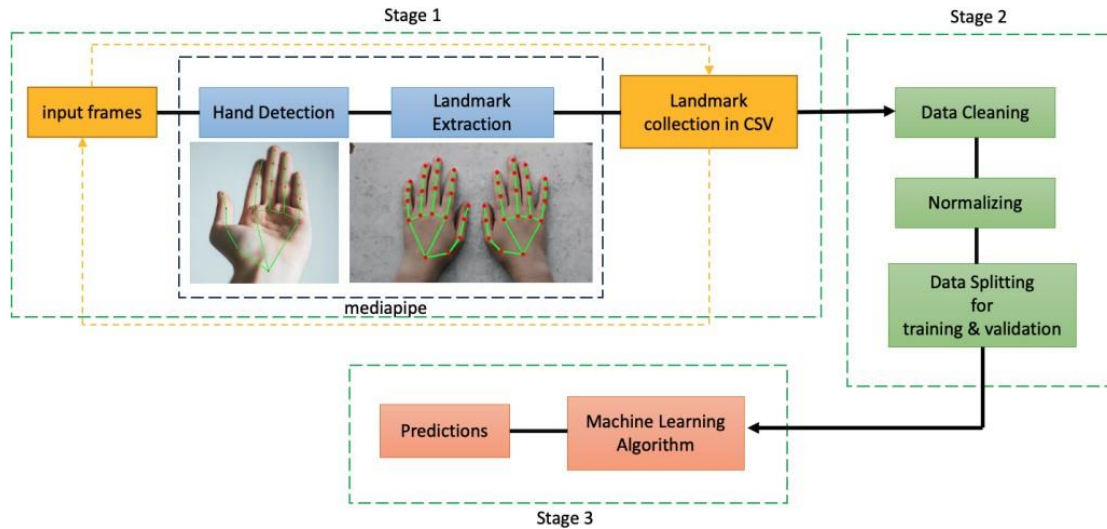 Stage 1
Stage 2
input frames
Hand Detection
Landmark
Extraction
Landmark
collection in CSV
Data Cleaning
Normalizing
mediapipe
Data Splitting
for
training & validation
Predictions
Machine Learning
Algorithm
Stage 3